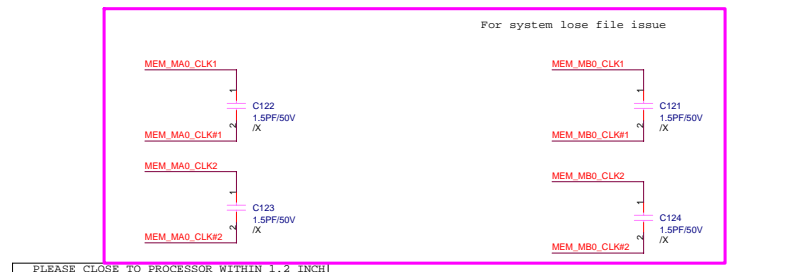 For system lose file issue
MEM_MA0_CLK1
MEM_MB0_CLK1
1
C122
1.5PF/50V
/X
2
MEM_MA0_CLK#1
1
C121
1.5PF/50V
/X
2
MEM_MB0_CLK#1
MEM_MA0_CLK2
MEM_MB0_CLK2
1
C123
1.5PF/50V
/X
2
MEM_MA0_CLK#2
1
C124
1.5PF/50V
/X
2
MEM_MB0_CLK#2
PLEASE CLOSE TO PROCESSOR WITHIN 1.2 INCH